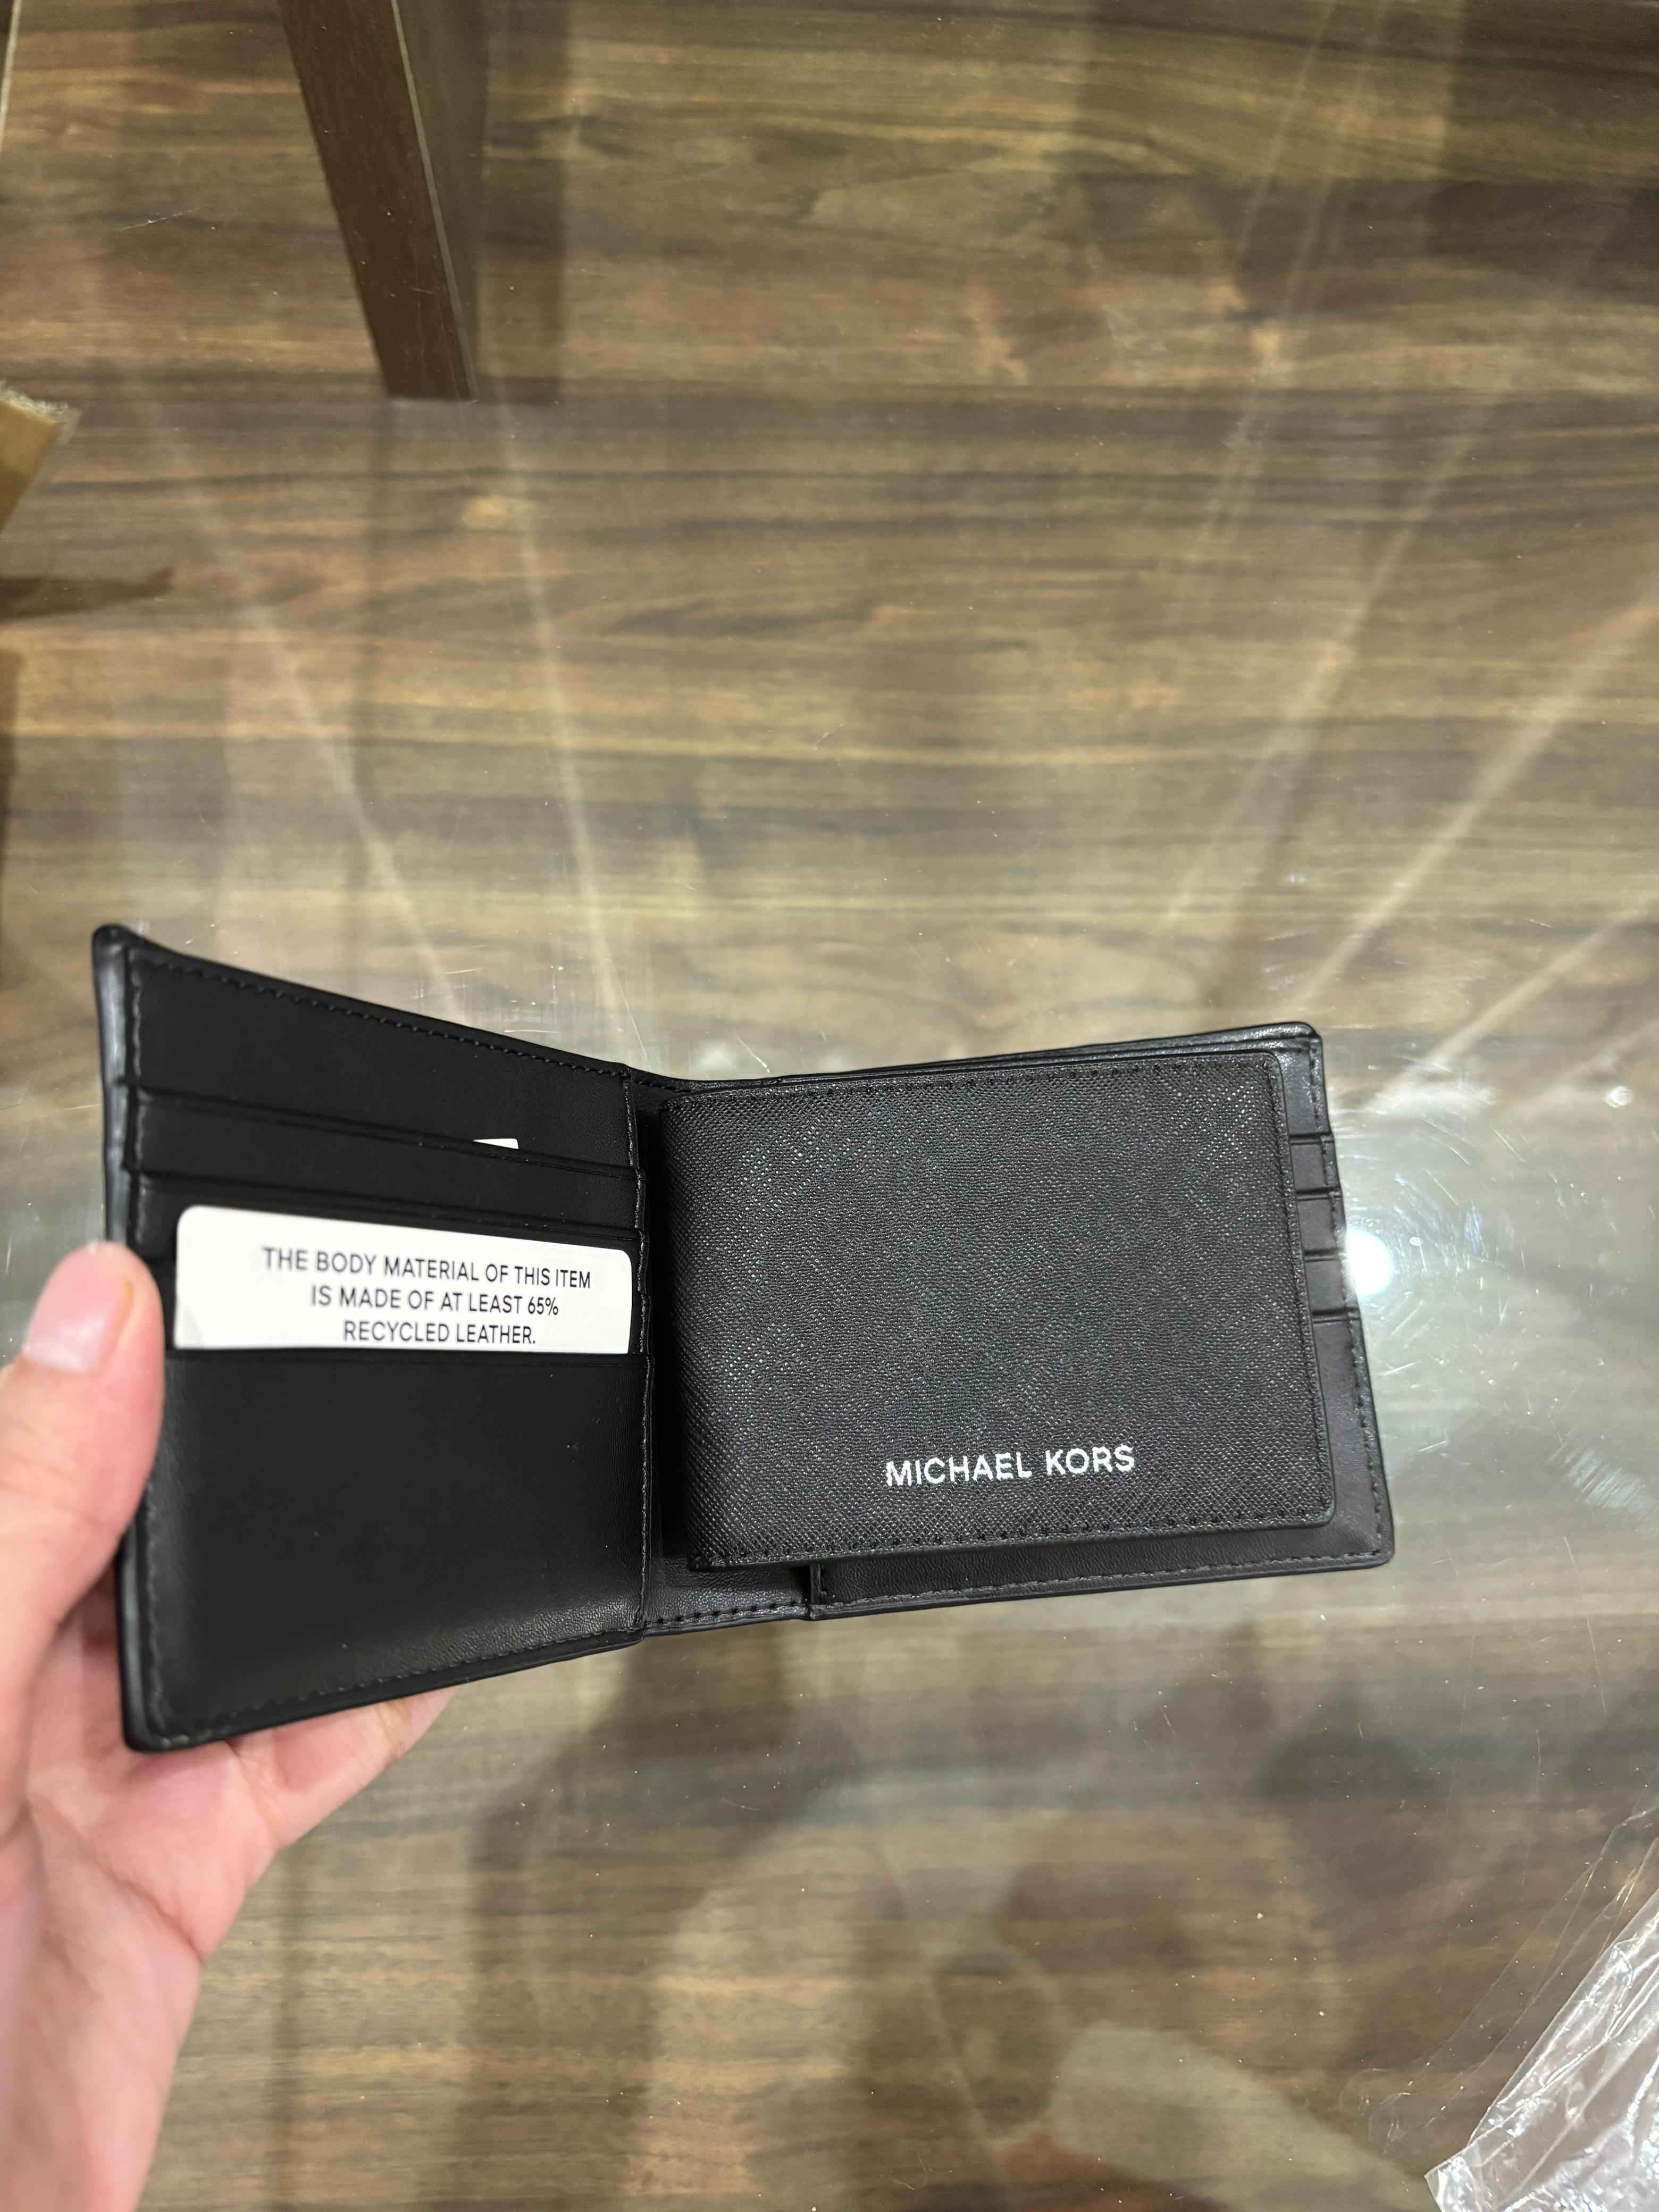 THE BODY MATERIAL OF THIS ITEM
IS MADE OF AT LEAST 65%
RECYCLED LEATHER.
MICHAEL KORS